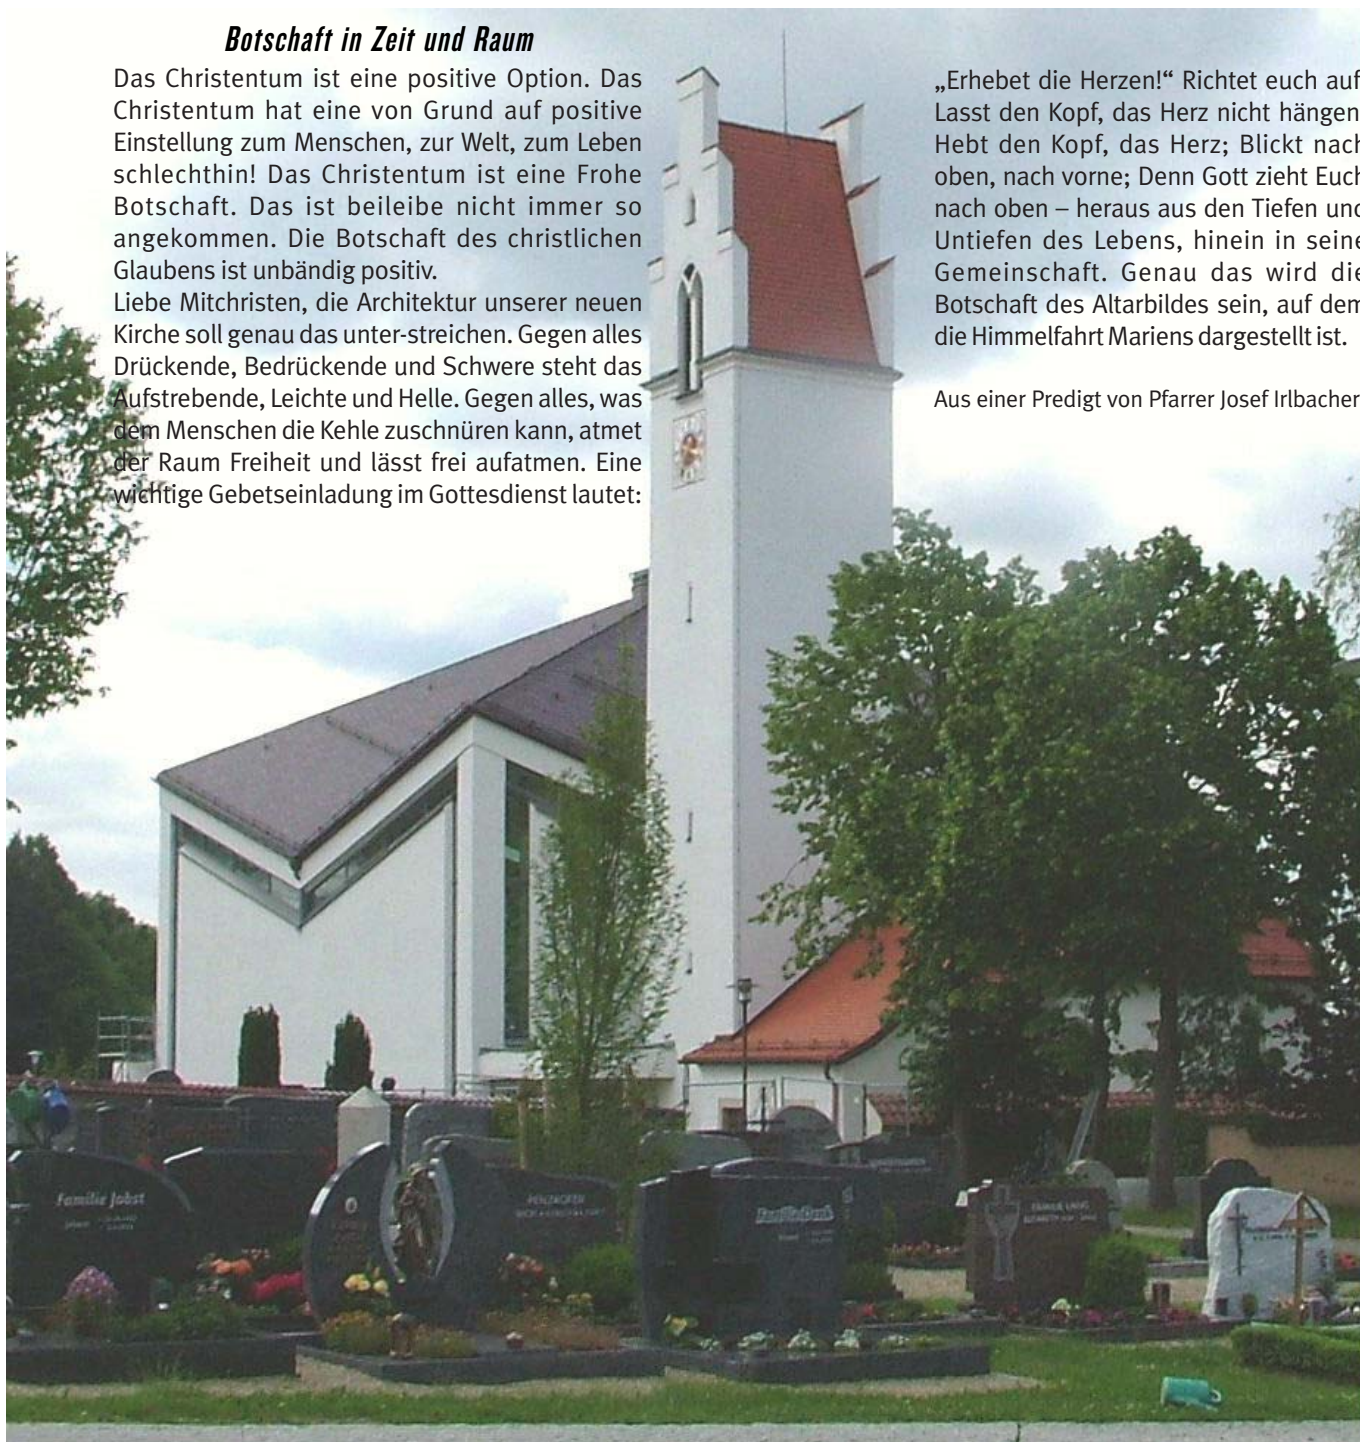 Botschaft in Zeit und Raum
Das Christentum ist eine positive Option. Das
Christentum hat eine von Grund auf positive
Einstellung zum Menschen, zur Welt, zum Leben
schlechthin! Das Christentum ist eine Frohe
Botschaft. Das ist beileibe nicht immer so
angekommen. Die Botschaft des christlichen
Glaubens ist unbändig positiv.
Liebe Mitchristen, die Architektur unserer neuen
Kirche soll genau das unter-streichen. Gegen alles
Drückende, Bedrückende und Schwere steht das
Aufstrebende, Leichte und Helle. Gegen alles, was
dem Menschen die Kehle zuschnüren kann, atmet
der Raum Freiheit und lässt frei aufatmen. Eine
wichtige Gebetseinladung im Gottesdienst lautet:
„Erhebet die Herzen!“ Richtet euch auf
Lasst den Kopf, das Herz nicht hängen
Hebt den Kopf, das Herz; Blickt nach
oben, nach vorne; Denn Gott zieht Euch
nach oben – heraus aus den Tiefen und
Untiefen des Lebens, hinein in seine
Gemeinschaft. Genau das wird die
Botschaft des Altarbildes sein, auf dem
die Himmelfahrt Mariens dargestellt ist.
Aus einer Predigt von Pfarrer Josef Irlbacher
Familie Jobst